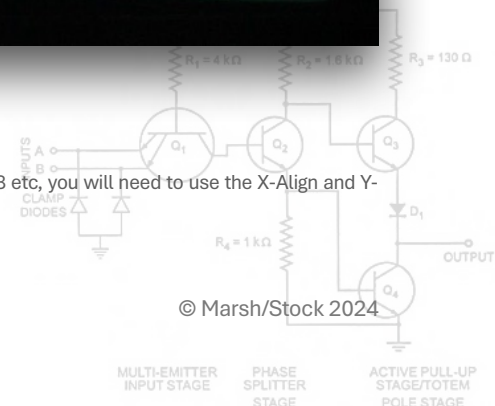 R₁ = 4 kΩ
R₂ = 1.6 kΩ
R₃ = 130 Ω
INPUTS
A
B
Q₁
Q₂
Q₃
3 etc, you will need to use the X-Align and Y-
CLAMP
DIODES
D₁
R₄ = 1 kΩ
OUTPUT
Q₄
© Marsh/Stock 2024
MULTI-EMITTER
INPUT STAGE
PHASE
SPLITTER
STAGE
ACTIVE PULL-UP
STAGE/TOTEM
POLE STAGE